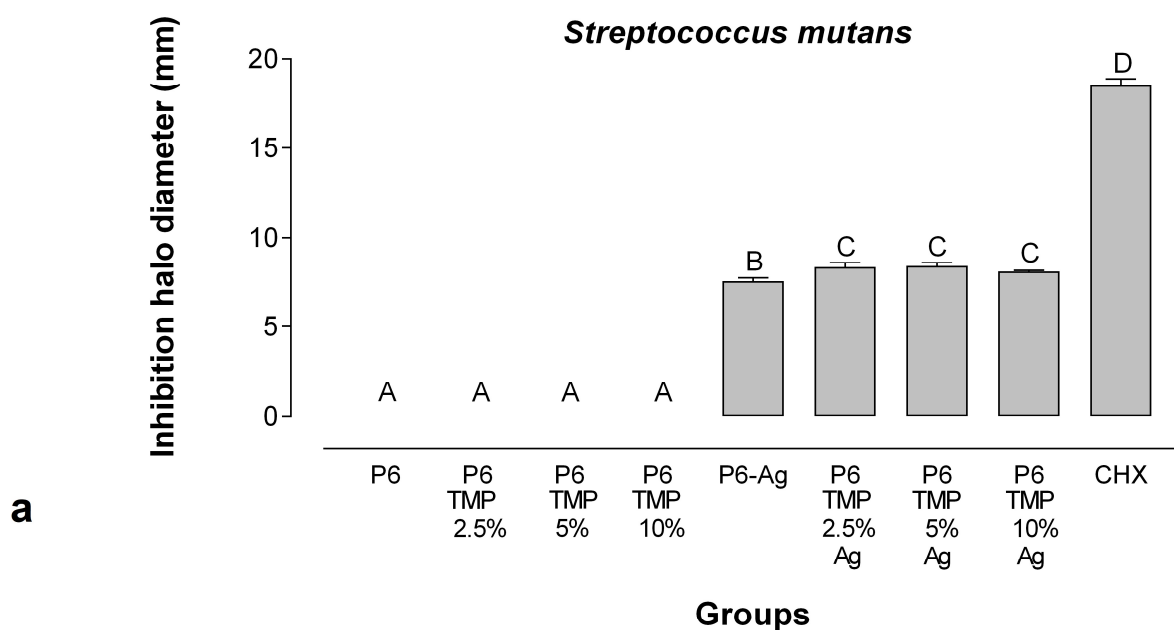 Streptococcus mutans
Inhibition halo diameter (mm)
20
15
10
5
0
A A A A B C C C D
P6 P6 P6 P6 P6-Ag P6 P6 P6 CHX
TMP TMP TMP TMP TMP TMP
2.5% 5% 10% 2.5% 5% 10%
Ag Ag Ag
a
Groups